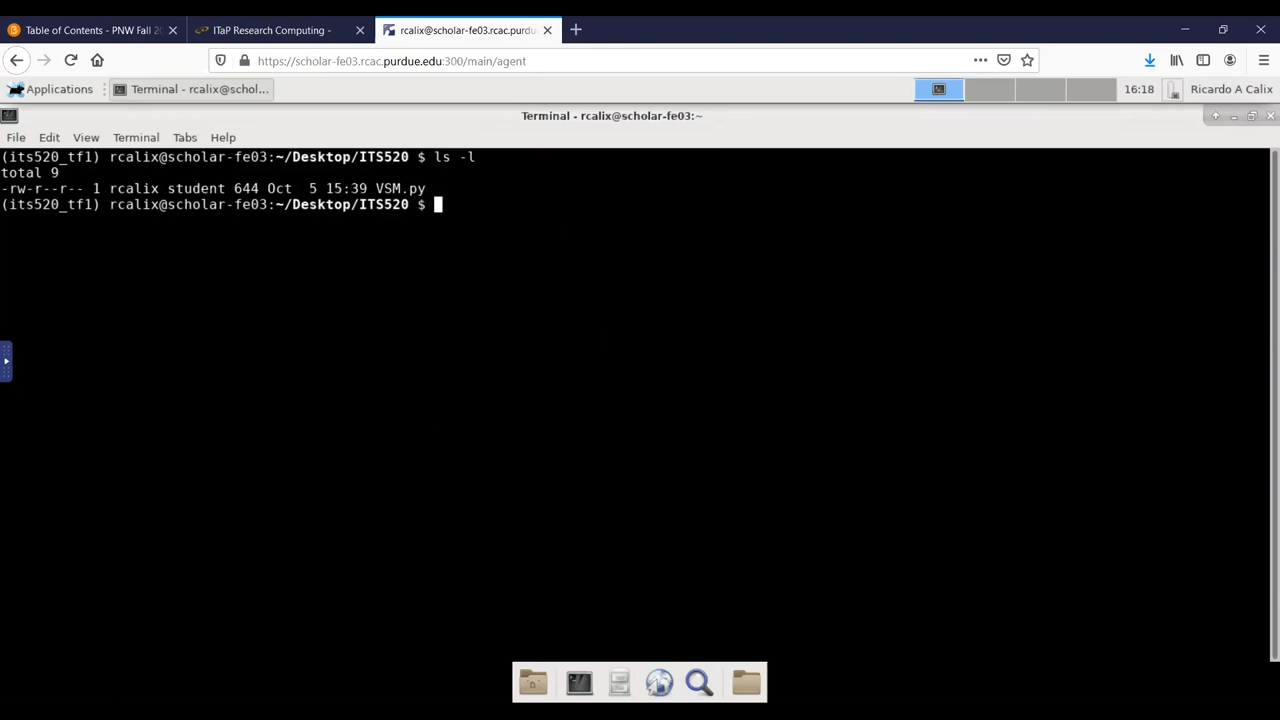 Table of Contents - PNW Fall 20
ITaP Research Computing -
rcalix@scholar-fe03.rcac.purdu
https://scholar-fe03.rcac.purdue.edu:300/main/agent
Applications
Terminal - rcalix@schol...
16:18
Ricardo A Calix
Terminal - rcalix@scholar-fe03:~
File Edit View Terminal Tabs Help
(its520_tf1) rcalix@scholar-fe03:~/Desktop/ITS520 $ ls -l
total 9
-rw-r--r-- 1 rcalix student 644 Oct  5 15:39 VSM.py
(its520_tf1) rcalix@scholar-fe03:~/Desktop/ITS520 $